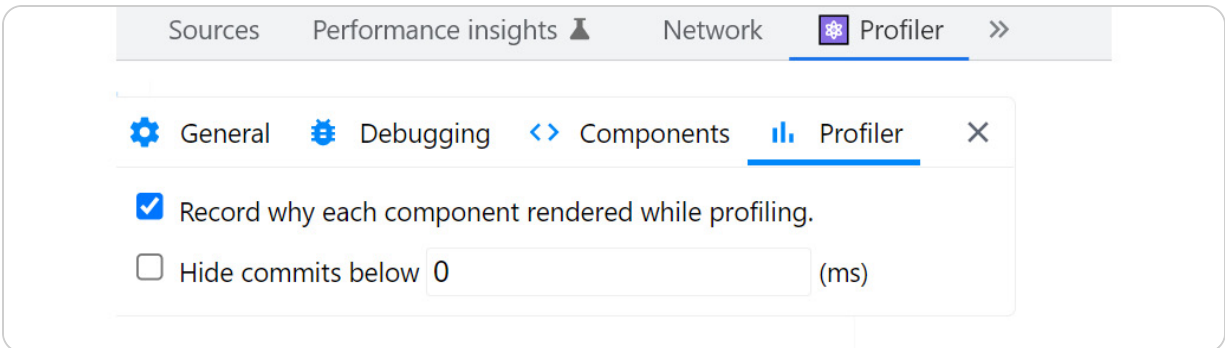 Sources Performance insights Network Profiler
General Debugging Components Profiler
Record why each component rendered while profiling.
Hide commits below 0 (ms)